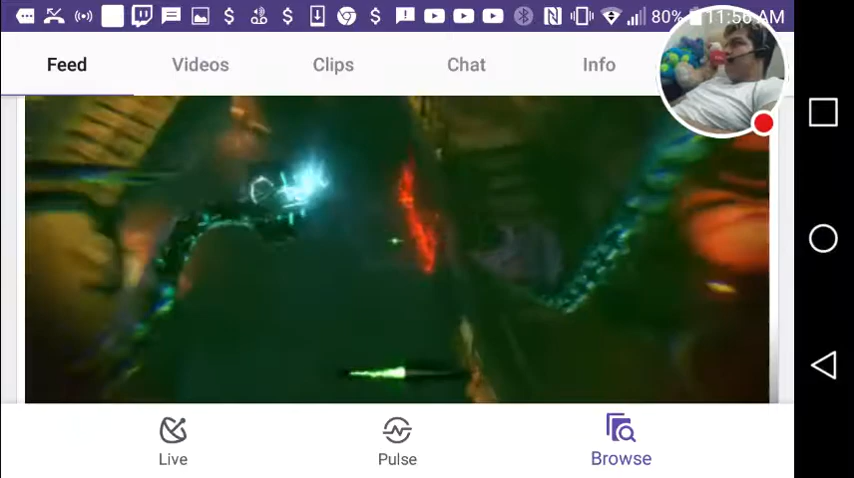 $ $ $ $ 80% 11:56 AM
Feed Videos Clips Chat Info
Live Pulse Browse